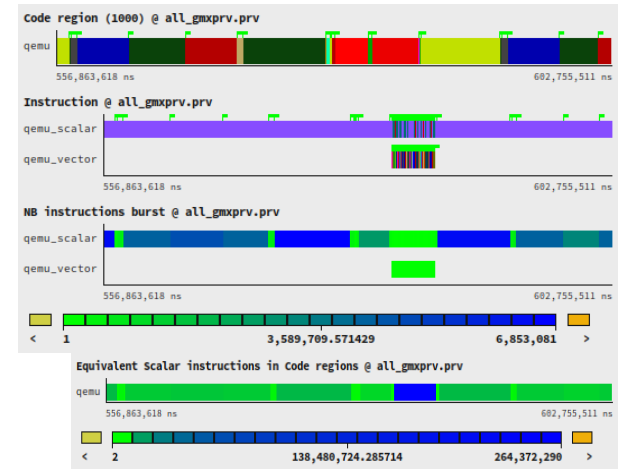 Code region (1000) @ all_gmxprv.prv
qemu
556,863,618 ns 602,755,511 ns
Instruction @ all_gmxprv.prv
qemu_scalar
qemu_vector
556,863,618 ns 602,755,511 ns
NB instructions burst @ all_gmxprv.prv
qemu_scalar
qemu_vector
556,863,618 ns 602,755,511 ns
< 1 3,589,709.571429 6,853,081 >
Equivalent Scalar instructions in Code regions @ all_gmxprv.prv
qemu
556,863,618 ns 602,755,511 ns
< 2 138,480,724.285714 264,372,290 >